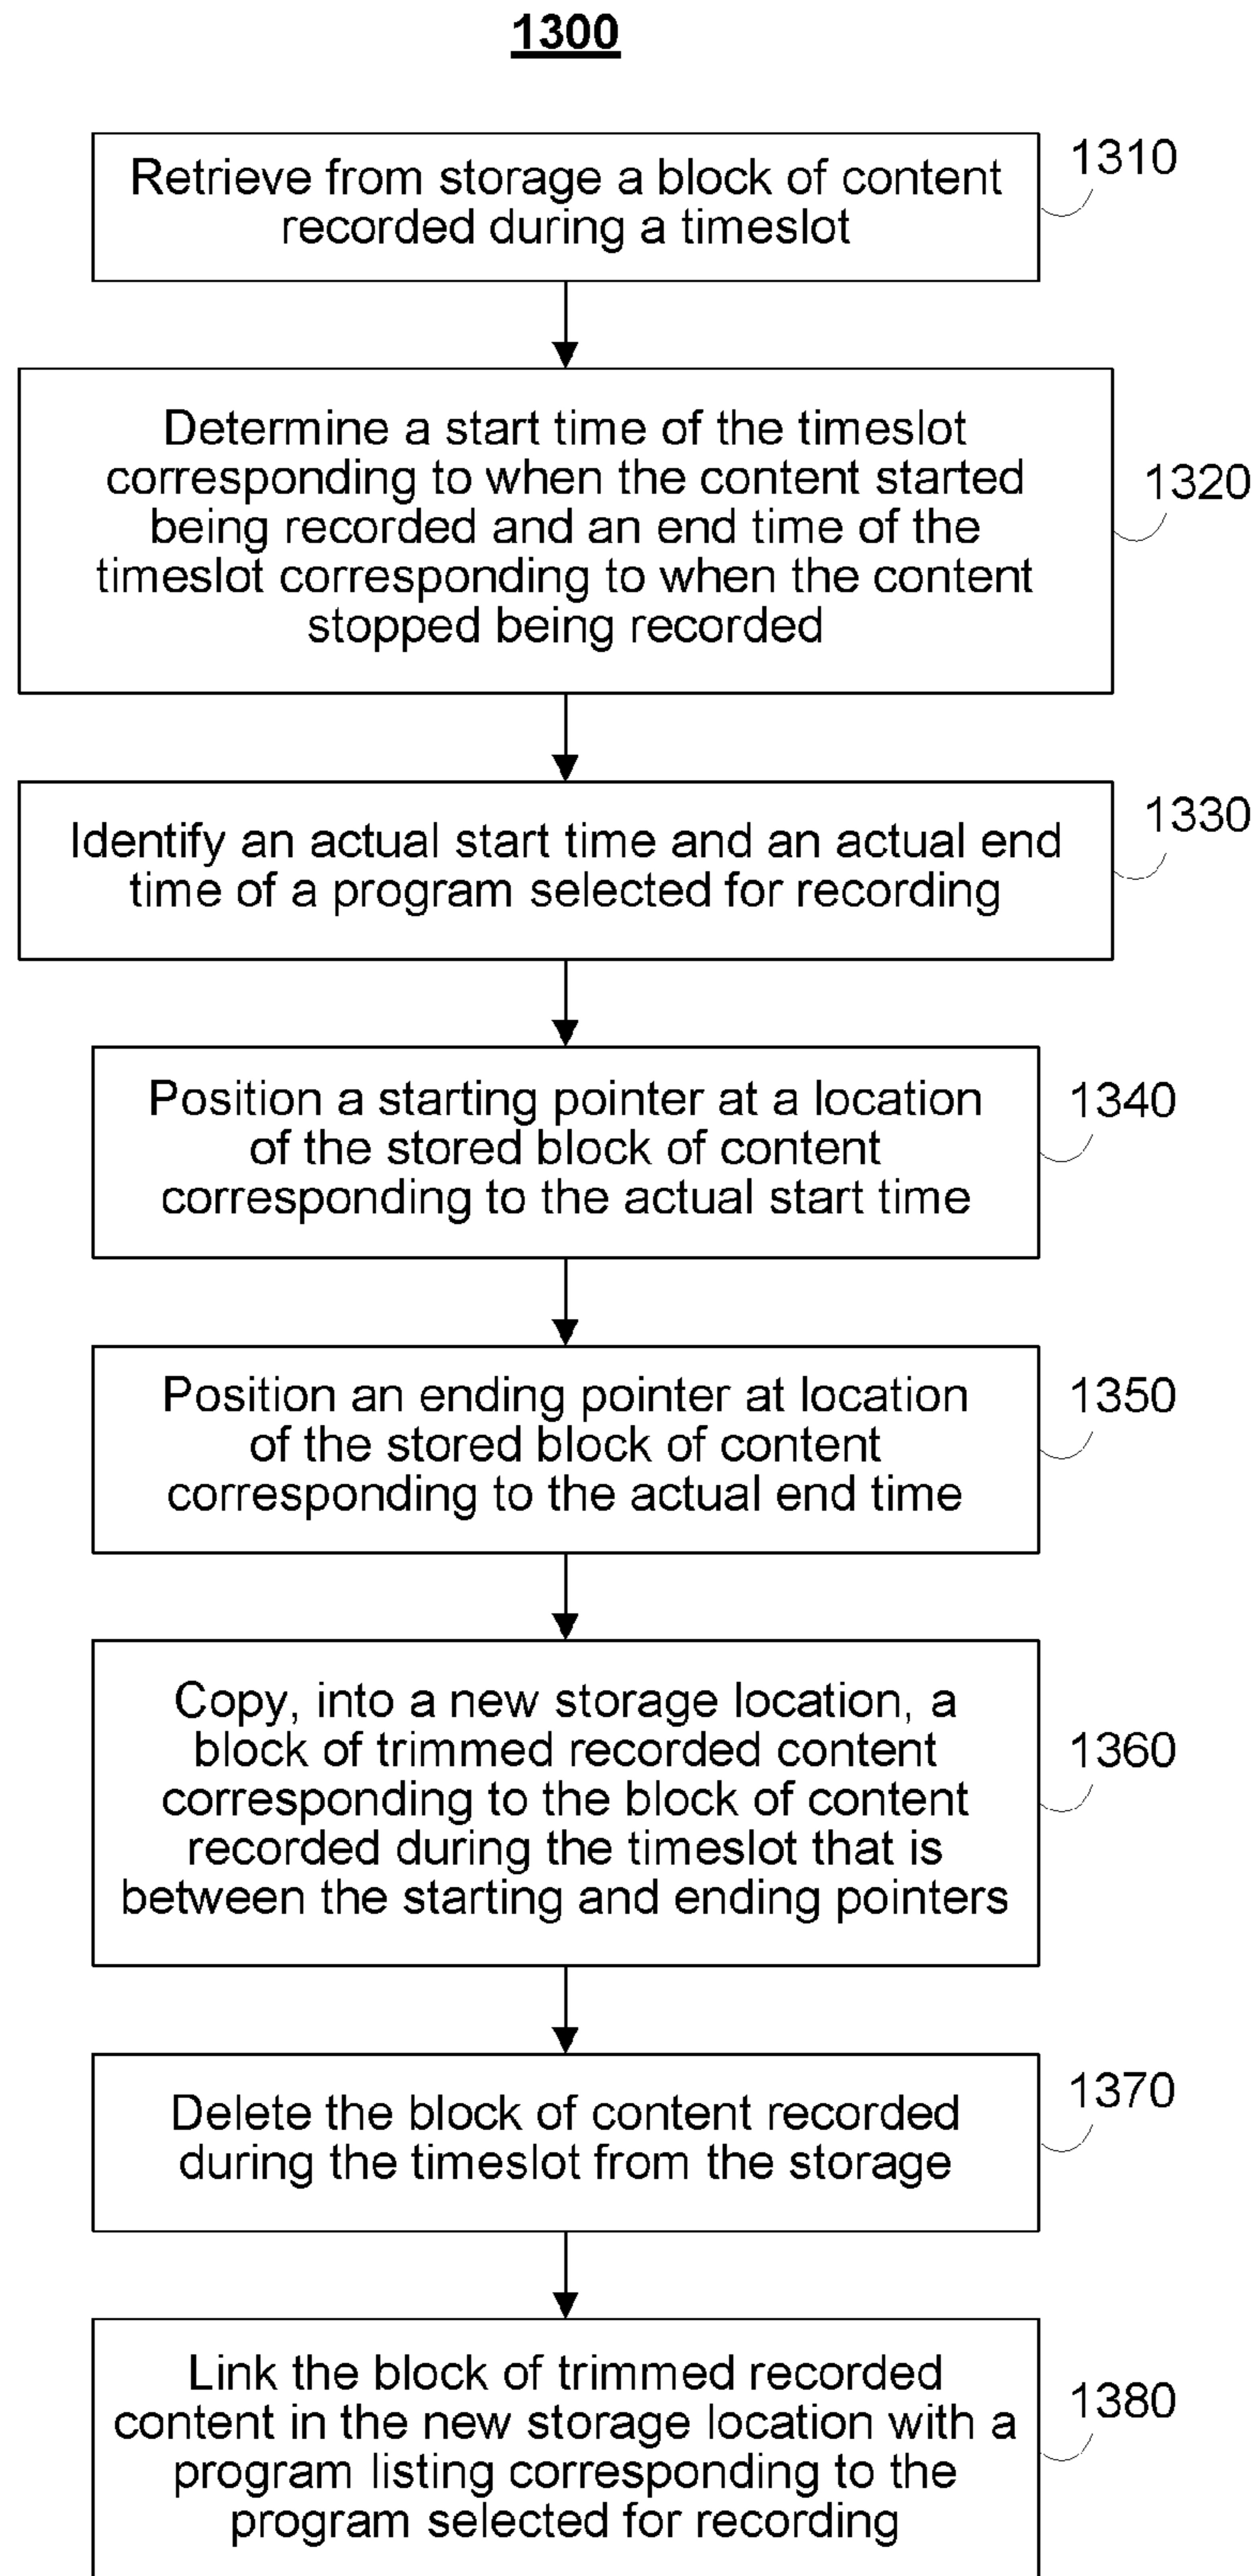 1300
Retrieve from storage a block of content
recorded during a timeslot
1310
Determine a start time of the timeslot
corresponding to when the content started
being recorded and an end time of the
timeslot corresponding to when the content
stopped being recorded
1320
Identify an actual start time and an actual end
time of a program selected for recording
1330
Position a starting pointer at a location
of the stored block of content
corresponding to the actual start time
1340
Position an ending pointer at location
of the stored block of content
corresponding to the actual end time
1350
Copy, into a new storage location, a
block of trimmed recorded content
corresponding to the block of content
recorded during the timeslot that is
between the starting and ending pointers
1360
Delete the block of content recorded
during the timeslot from the storage
1370
Link the block of trimmed recorded
content in the new storage location with a
program listing corresponding to the
program selected for recording
1380